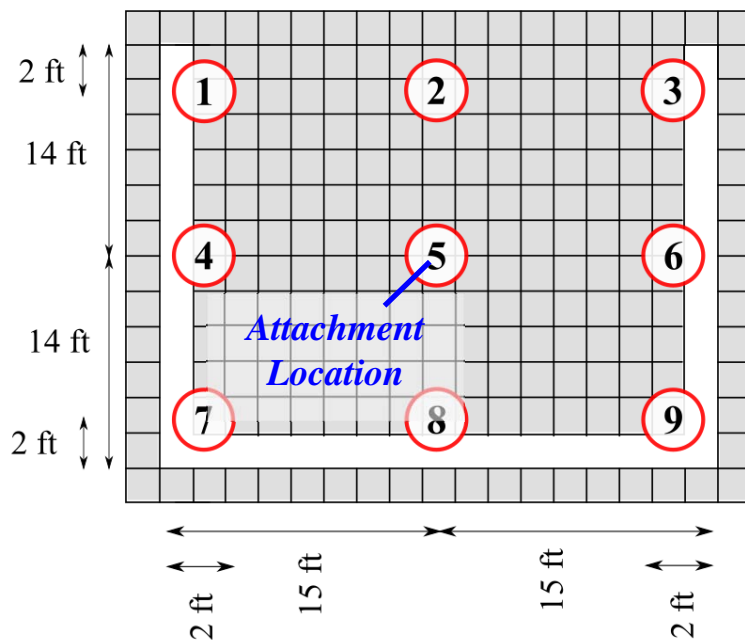 2 ft
1 2 3
14 ft
4 5 6
Attachment
Location
14 ft
7 8 9
2 ft
15 ft 15 ft
2 ft 2 ft